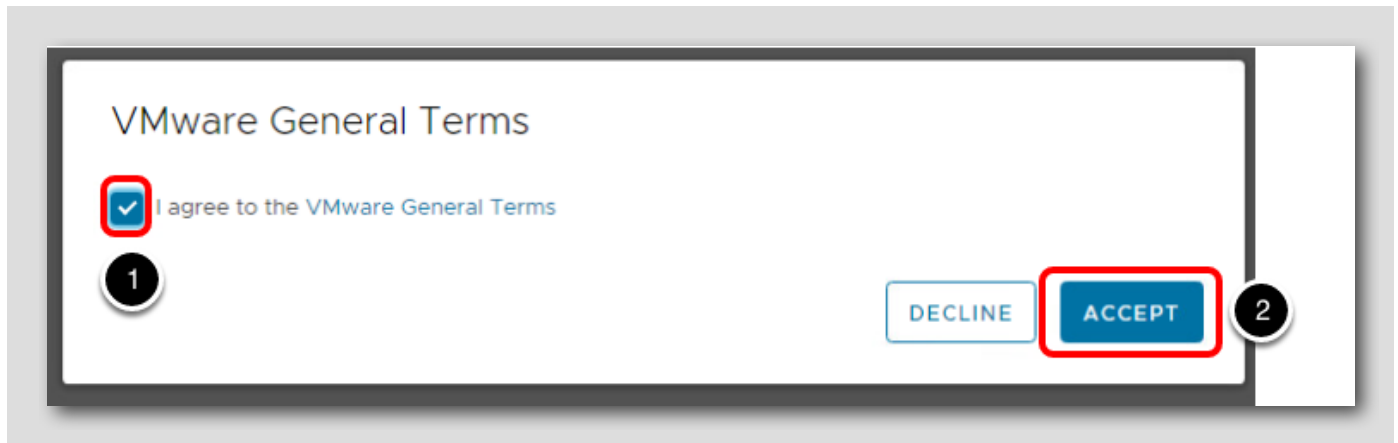 VMware General Terms
I agree to the VMware General Terms
1
DECLINE
ACCEPT
2